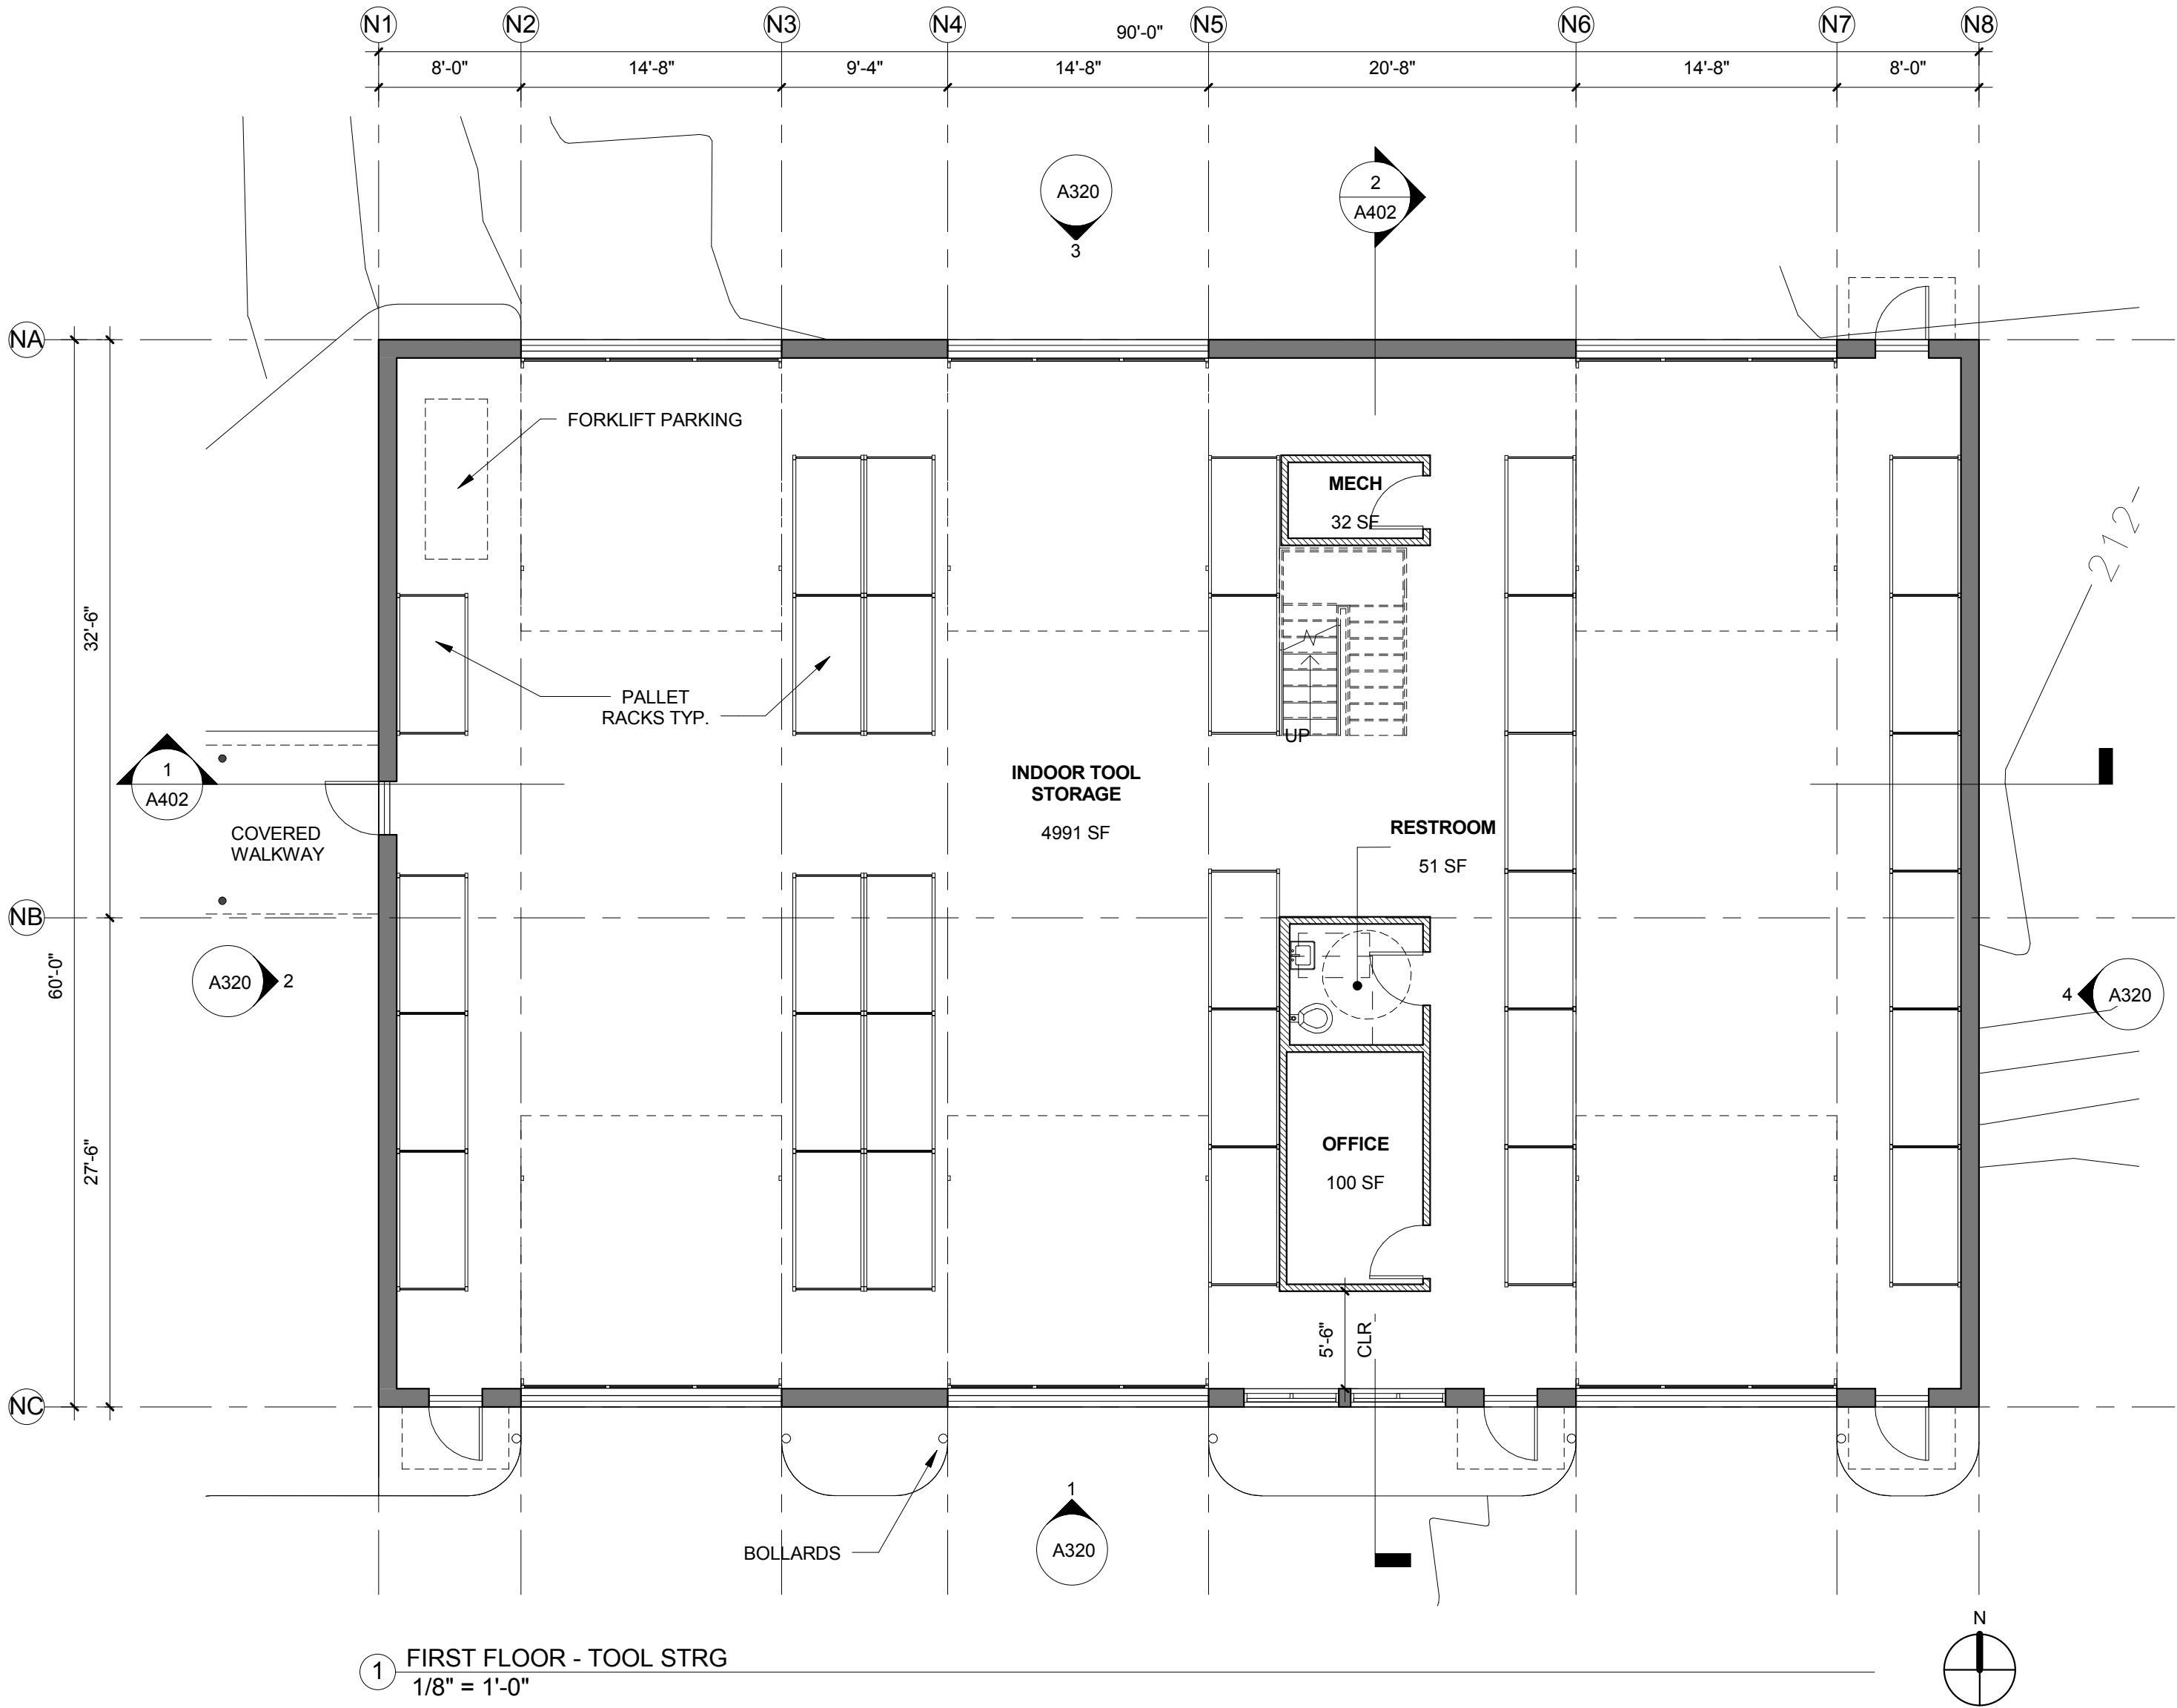 N1 N2 N3 N4 N5 N6 N7 N8
90'-0"
8'-0" 14'-8" 9'-4" 14'-8" 20'-8" 14'-8" 8'-0"
A320
3
2
A402
NA
FORKLIFT PARKING
MECH
32 SF
212
32'-6"
PALLET
RACKS TYP.
UP
1
A402
INDOOR TOOL
STORAGE
4991 SF
COVERED
WALKWAY
RESTROOM
51 SF
NB
60'-0"
A320 2
4 A320
27'-6"
OFFICE
100 SF
5'-6"
CLR
NC
1
A320
BOLLARDS
N
1 FIRST FLOOR - TOOL STRG
1/8" = 1'-0"